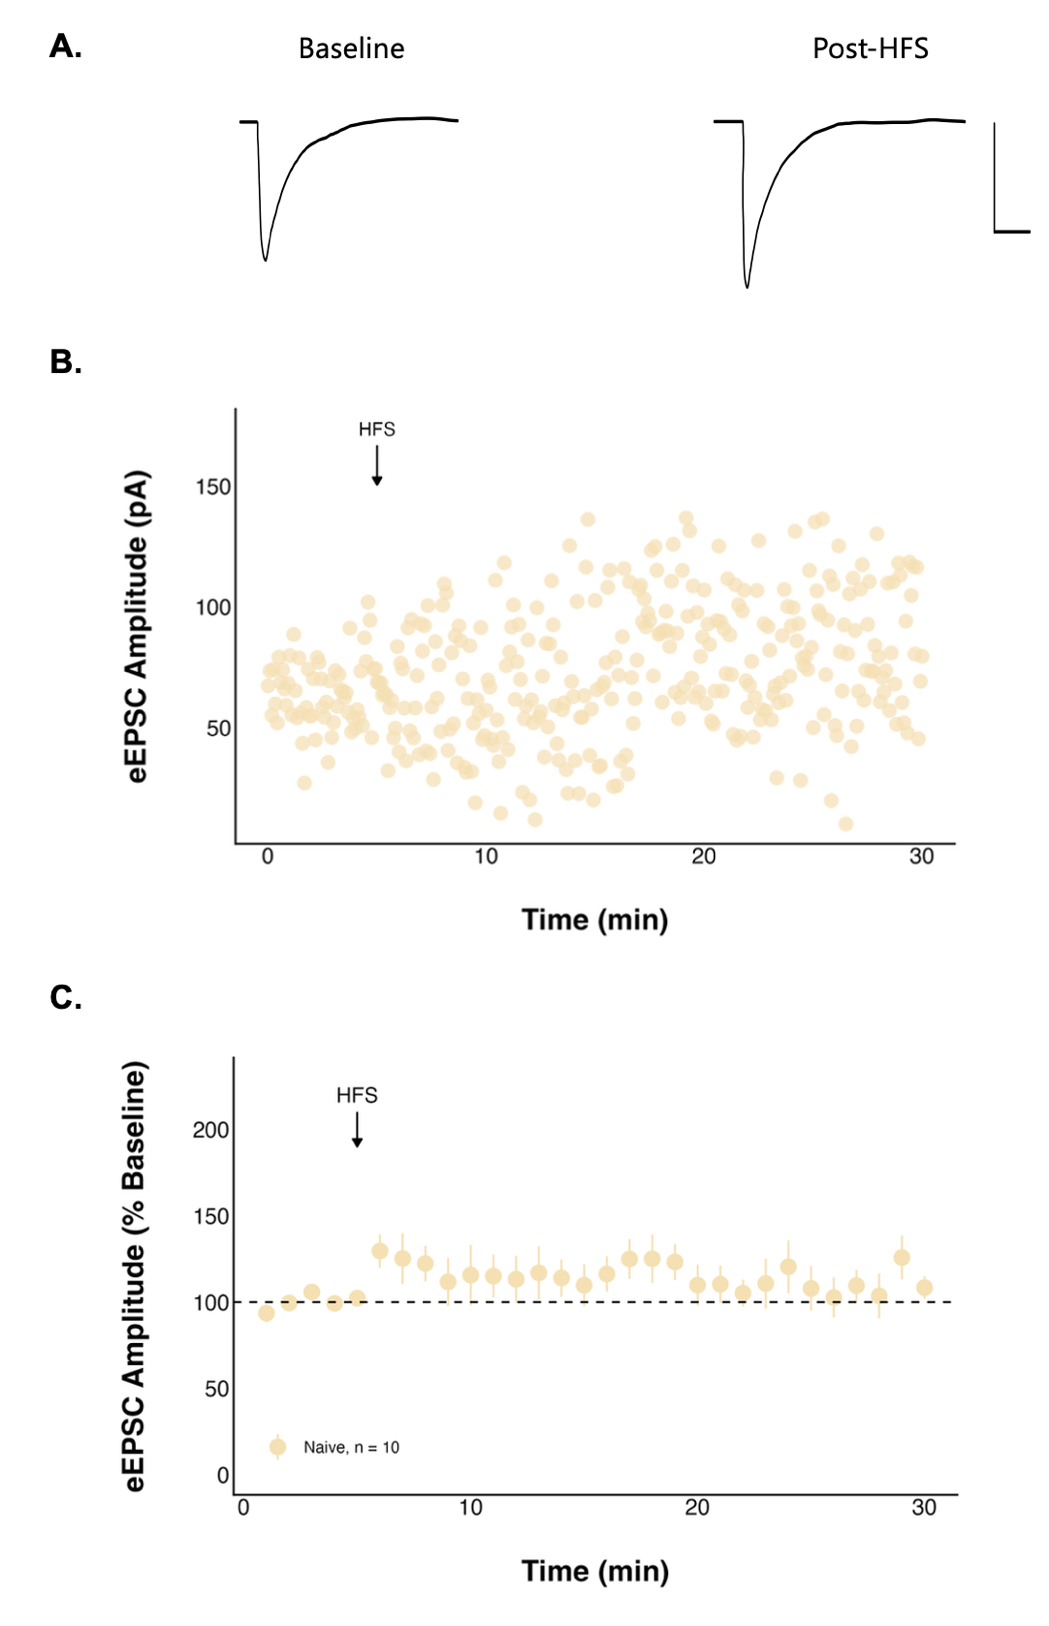 A.
Baseline
Post-HFS
B.
HFS
eEPSC Amplitude (pA)
150
100
50
0 10 20 30
Time (min)
C.
HFS
eEPSC Amplitude (% Baseline)
200
150
100
50
Naive, n = 10
0
0 10 20 30
Time (min)